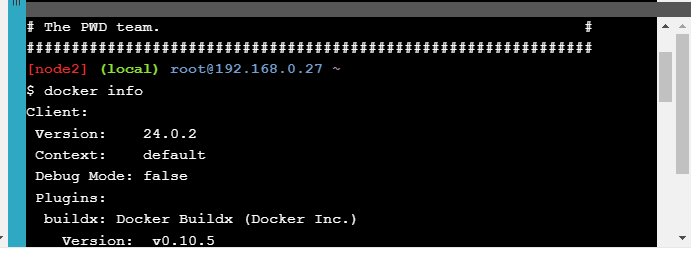 # The PWD team.                                               #
###############################################################
[node2] (local) root@192.168.0.27 ~
$ docker info
Client:
 Version:    24.0.2
 Context:    default
 Debug Mode: false
 Plugins:
  buildx: Docker Buildx (Docker Inc.)
    Version:  v0.10.5